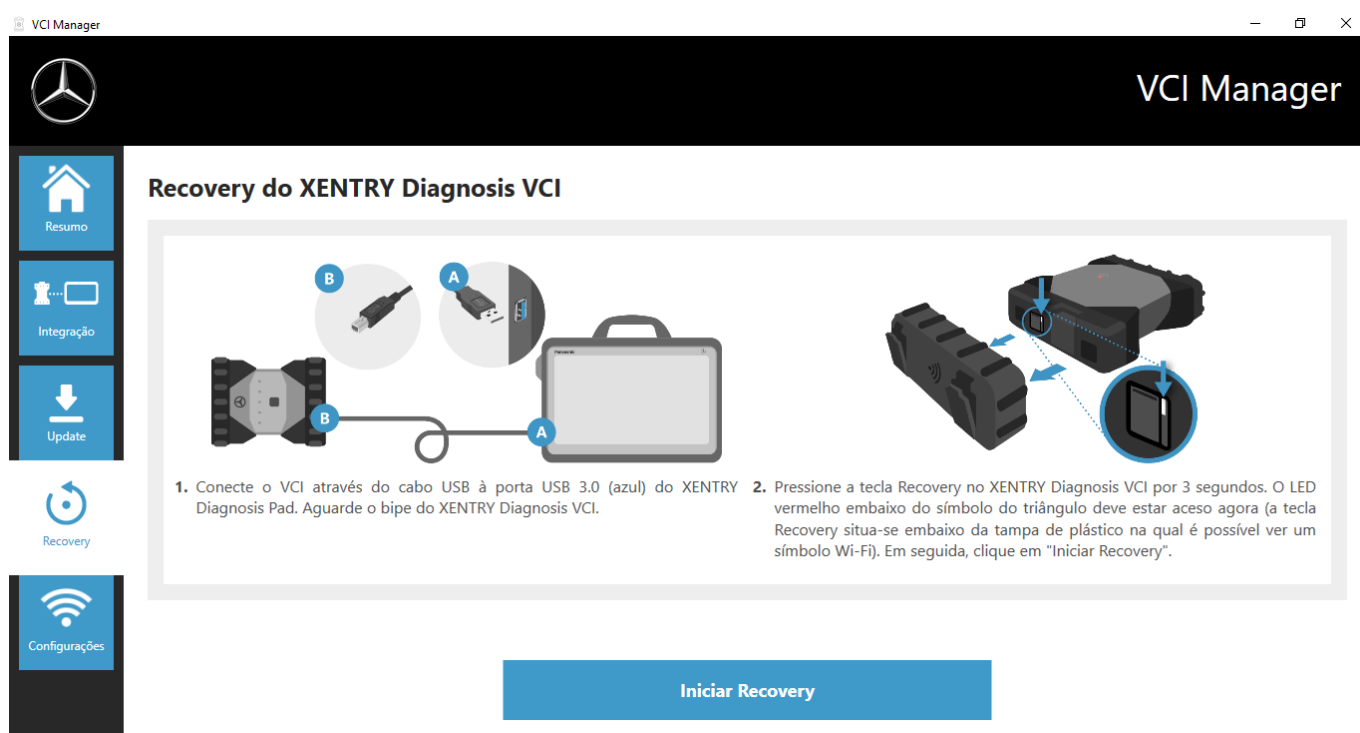 VCI Manager
VCI Manager
Resumo
Integração
Update
Recovery
Configurações
Recovery do XENTRY Diagnosis VCI
B
A
B
A
1. Conecte o VCI através do cabo USB à porta USB 3.0 (azul) do XENTRY
Diagnosis Pad. Aguarde o bipe do XENTRY Diagnosis VCI.
2. Pressione a tecla Recovery no XENTRY Diagnosis VCI por 3 segundos. O LED
vermelho embaixo do símbolo do triângulo deve estar aceso agora (a tecla
Recovery situa-se embaixo da tampa de plástico na qual é possível ver um
símbolo Wi-Fi). Em seguida, clique em "Iniciar Recovery".
Iniciar Recovery